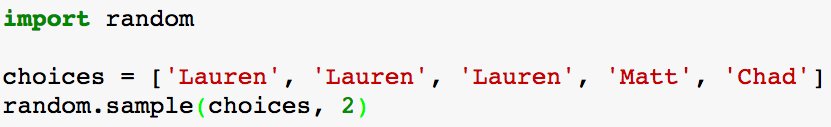 import random
choices = ['Lauren', 'Lauren', 'Lauren', 'Matt', 'Chad']
random.sample(choices, 2)